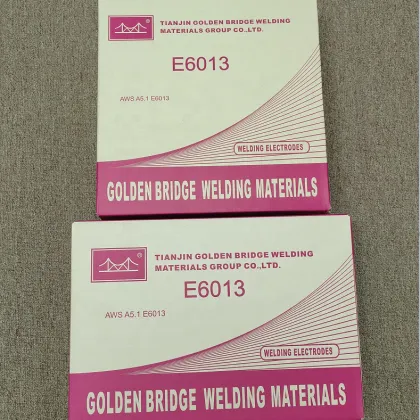 TIANJIN GOLDEN BRIDGE WELDING
MATERIALS GROUP CO.,LTD.
E6013
AWS A5.1 E6013
WELDING ELECTRODES
GOLDEN BRIDGE WELDING MATERIALS
TIANJIN GOLDEN BRIDGE WELDING
MATERIALS GROUP CO.,LTD.
E6013
AWS A5.1 E6013
WELDING ELECTRODES
GOLDEN BRIDGE WELDING MATERIALS